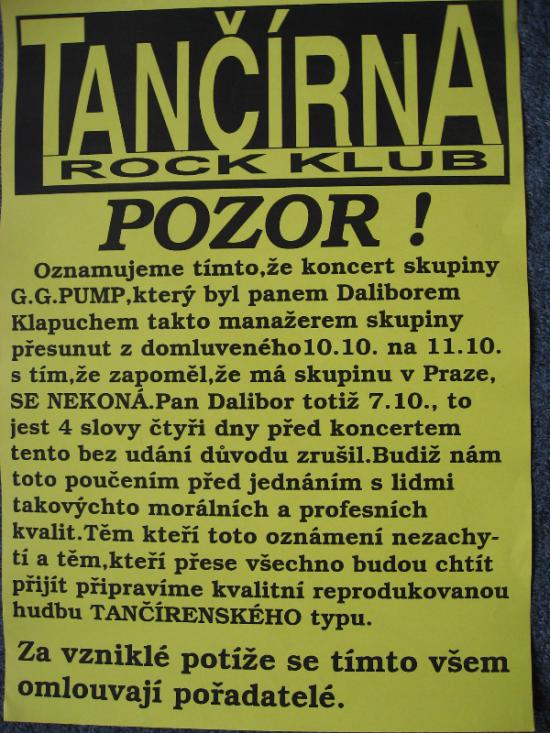 TANČÍRNA
ROCK KLUB
POZOR !
Oznamujeme tímto,že koncert skupiny
G.G.PUMP,který byl panem Daliborem
Klapuchem takto manažerem skupiny
přesunut z domluveného10.10. na 11.10.
s tím,že zapoměl,že má skupinu v Praze,
SE NEKONÁ.Pan Dalibor totiž 7.10., to
jest 4 slovy čtyři dny před koncertem
tento bez udání důvodu zrušil.Budiž nám
toto poučením před jednáním s lidmi
takovýchto morálních a profesních
kvalit.Těm kteří toto oznámení nezachy-
tí a těm,kteří přese všechno budou chtít
přijít připravíme kvalitní reprodukovanou
hudbu TANČÍRENSKÉHO typu.
Za vzniklé potíže se tímto všem
omlouvají pořadatelé.